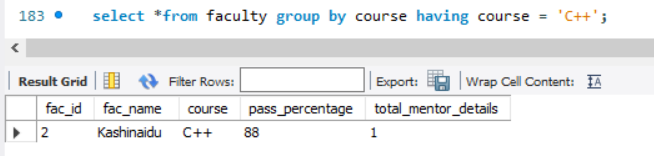 183 select *from faculty group by course having course = 'C++';
Result Grid Filter Rows: Export: Wrap Cell Content:
fac_id fac_name course pass_percentage total_mentor_details
2 Kashinaidu C++ 88 1